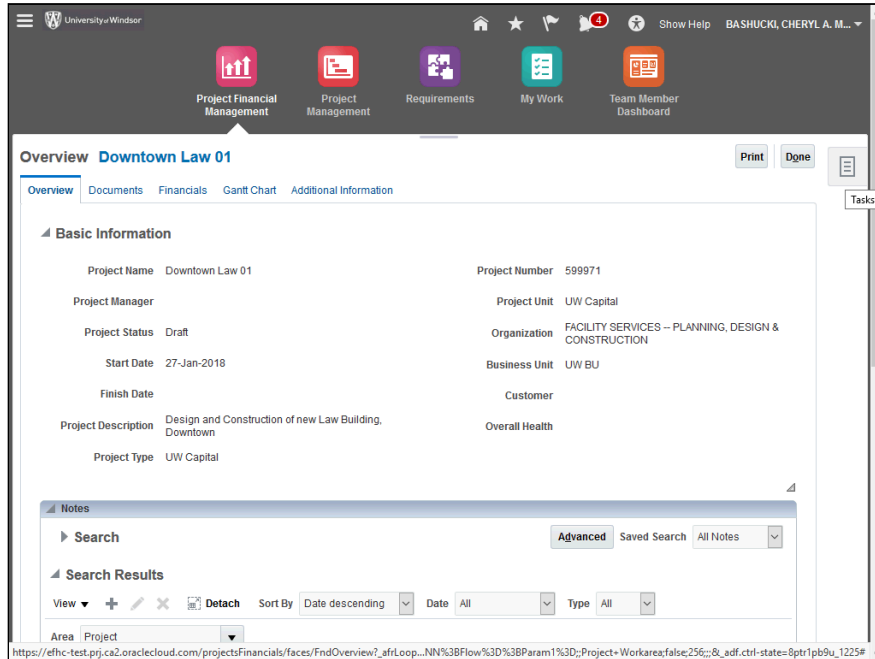 University of Windsor
4
Show Help
BASHUCKI, CHERYL A. M...
Project Financial
Management
Project
Management
Requirements
My Work
Team Member
Dashboard
Overview Downtown Law 01
Print
Done
Tasks
Overview Documents Financials Gantt Chart Additional Information
Basic Information
Project Name Downtown Law 01
Project Number 599971
Project Manager
Project Unit UW Capital
Project Status Draft
Organization FACILITY SERVICES -- PLANNING, DESIGN &
CONSTRUCTION
Start Date 27-Jan-2018
Business Unit UW BU
Finish Date
Customer
Project Description Design and Construction of new Law Building,
Downtown
Overall Health
Project Type UW Capital
Notes
Search
Advanced Saved Search All Notes
Search Results
View Detach Sort By Date descending Date All Type All
Area Project
https://efhc-test.prj.ca2.oraclecloud.com/projectsFinancials/faces/FndOverview?_afrLoop...NN%3BFlow%3D%3BParam1%3D;;Project+Workarea;false;256;;;&_adf.ctrl-state=8ptr1pb9u_1225#